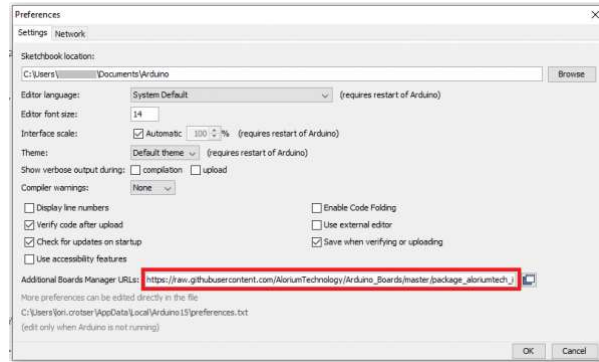 Preferences
Settings Network
Sketchbook location:
C:\Users\ \Documents\Arduino Browse
Editor language: System Default (requires restart of Arduino)
Editor font size: 14
Interface scale: Automatic 100 % (requires restart of Arduino)
Theme: Default theme (requires restart of Arduino)
Show verbose output during: compilation upload
Compiler warnings: None
Display line numbers Enable Code Folding
Verify code after upload Use external editor
Check for updates on startup Save when verifying or uploading
Use accessibility features
Additional Boards Manager URLs: https://raw.githubusercontent.com/AloriumTechnology/Arduino_Boards/master/package_aloriumtech_
More preferences can be edited directly in the file
C:\Users\lori.crotser\AppData\Local\Arduino15\preferences.txt
(edit only when Arduino is not running)
OK Cancel